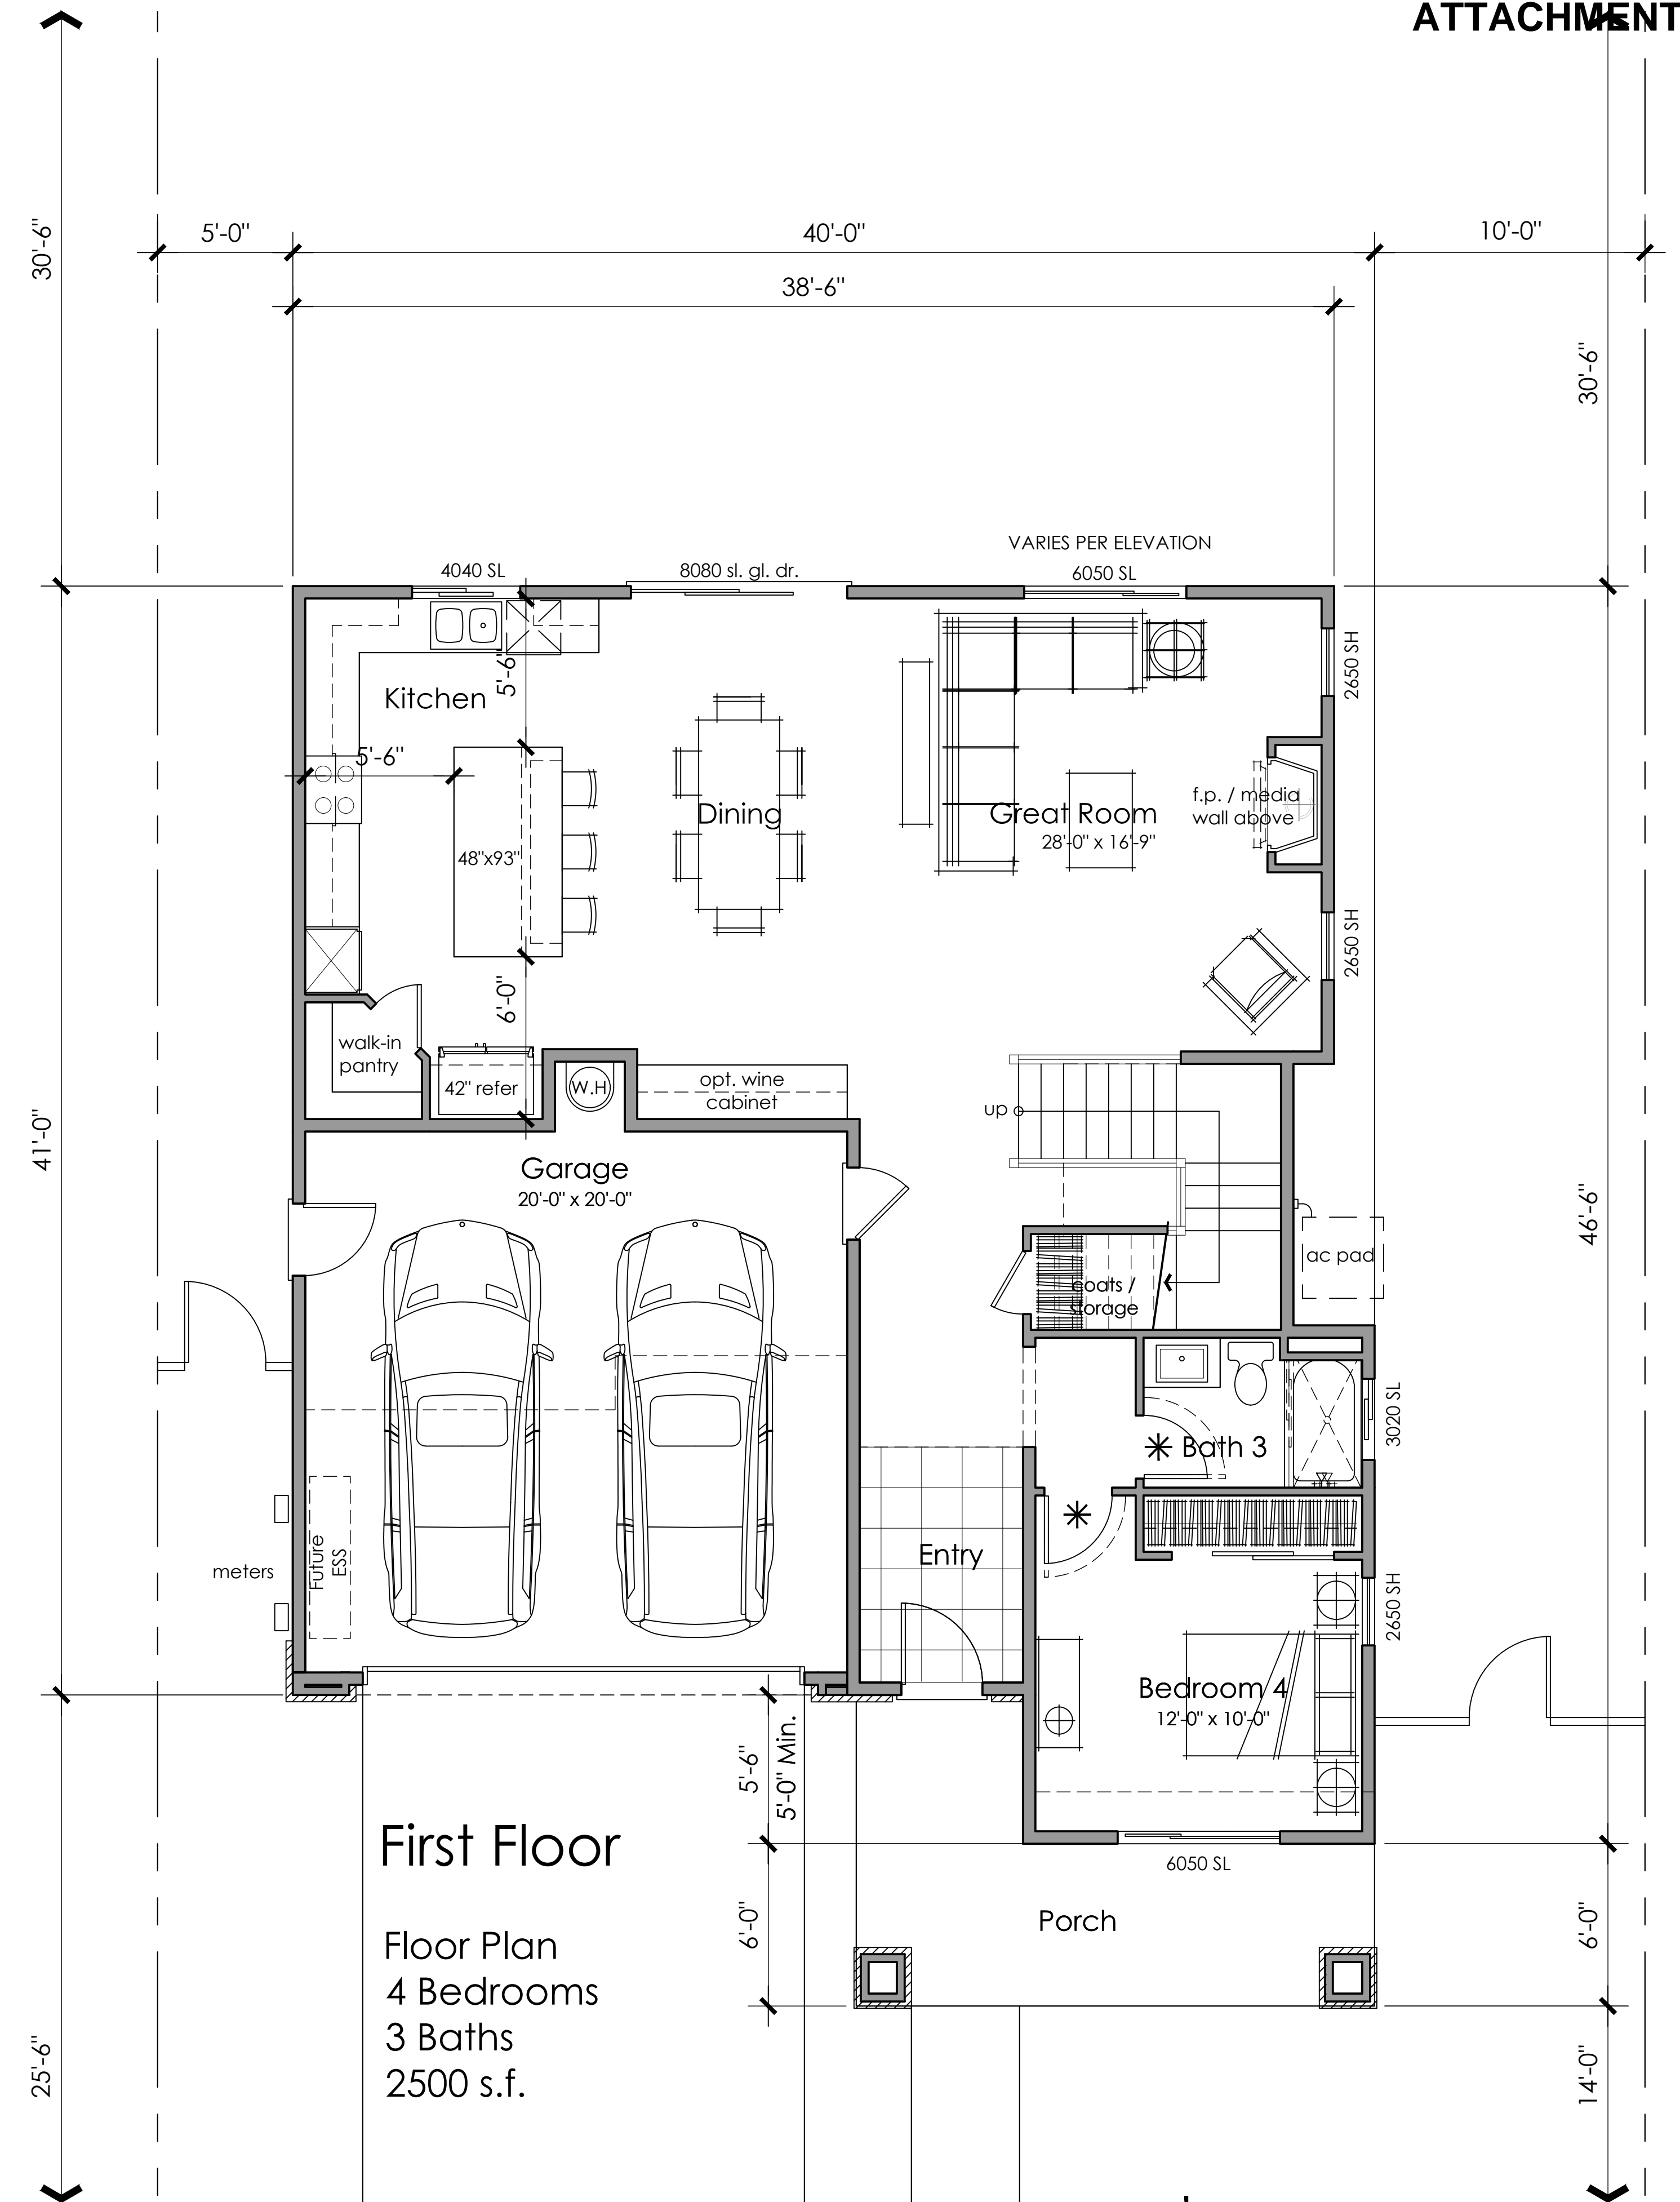 ATTACHMENT
30'-6"
5'-0"
40'-0"
10'-0"
38'-6"
30'-6"
VARIES PER ELEVATION
4040 SL
8080 sl. gl. dr.
6050 SL
2650 SH
5'-6"
Kitchen
5'-6"
Dining
Great Room
28'-0" x 16'-9"
f.p. / media
wall above
48"x93"
2650 SH
6'-0"
walk-in
pantry
42" refer
W.H
opt. wine
cabinet
up
41'-0"
Garage
20'-0" x 20'-0"
46'-6"
ac pad
coats /
storage
3020 SL
Bath 3
Entry
Future
ESS
meters
2650 SH
Bedroom 4
12'-0" x 10'-0"
5'-6"
5'-0" Min.
First Floor
6050 SL
Porch
6'-0"
6'-0"
Floor Plan
4 Bedrooms
3 Baths
2500 s.f.
25'-6"
14'-0"